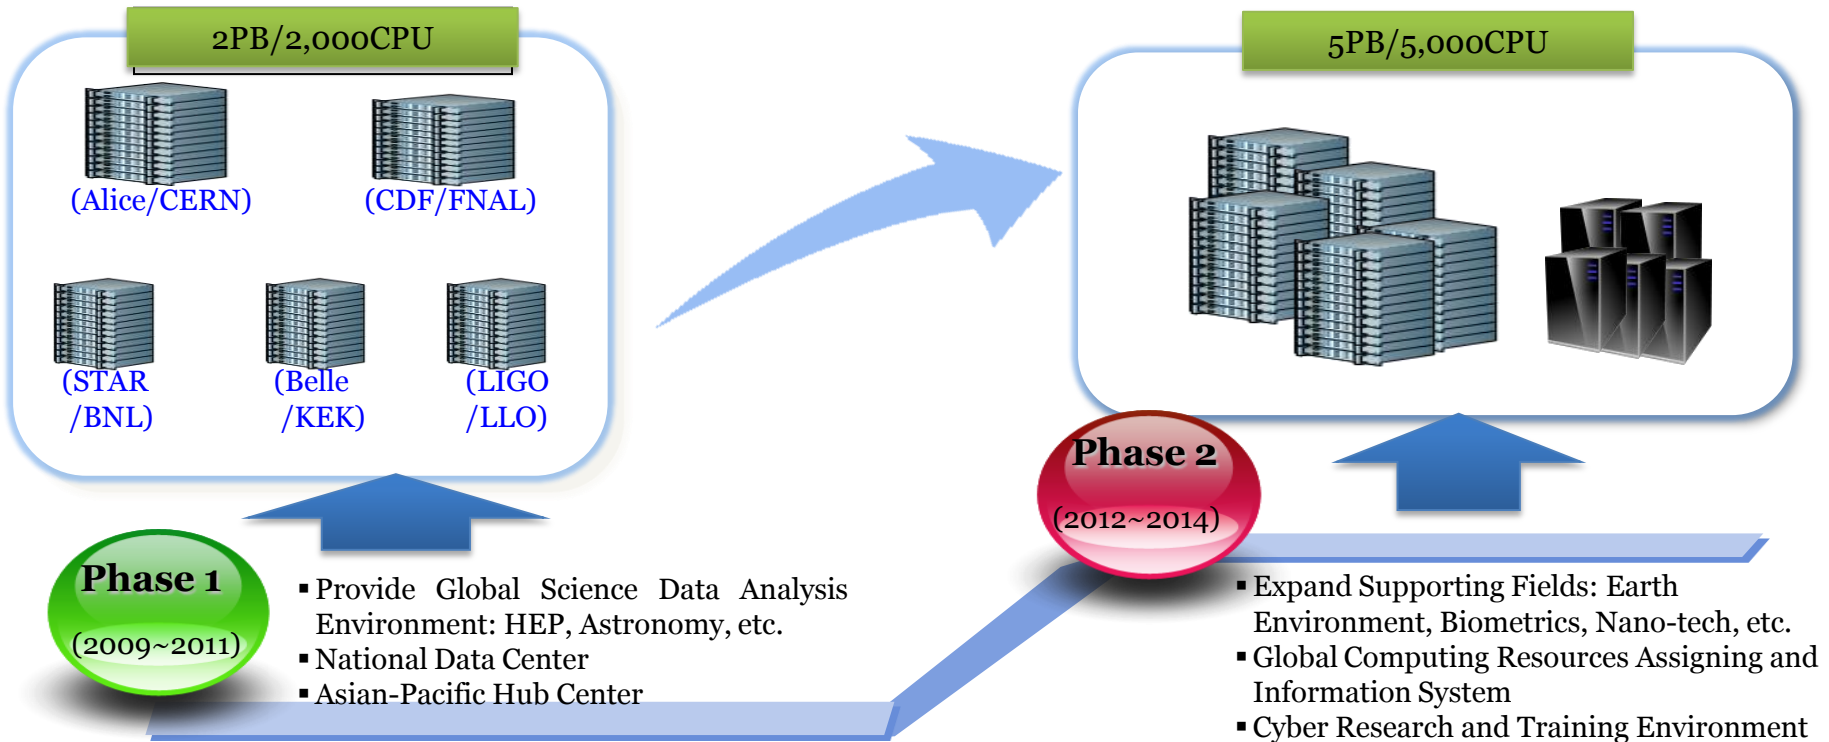 2PB/2,000CPU
(Alice/CERN)
(CDF/FNAL)
(STAR
/BNL)
(Belle
/KEK)
(LIGO
/LLO)
Phase 1
(2009~2011)
▪ Provide Global Science Data Analysis
Environment: HEP, Astronomy, etc.
▪ National Data Center
▪ Asian-Pacific Hub Center
5PB/5,000CPU
Phase 2
(2012~2014)
▪ Expand Supporting Fields: Earth
Environment, Biometrics, Nano-tech, etc.
▪ Global Computing Resources Assigning and
Information System
▪ Cyber Research and Training Environment